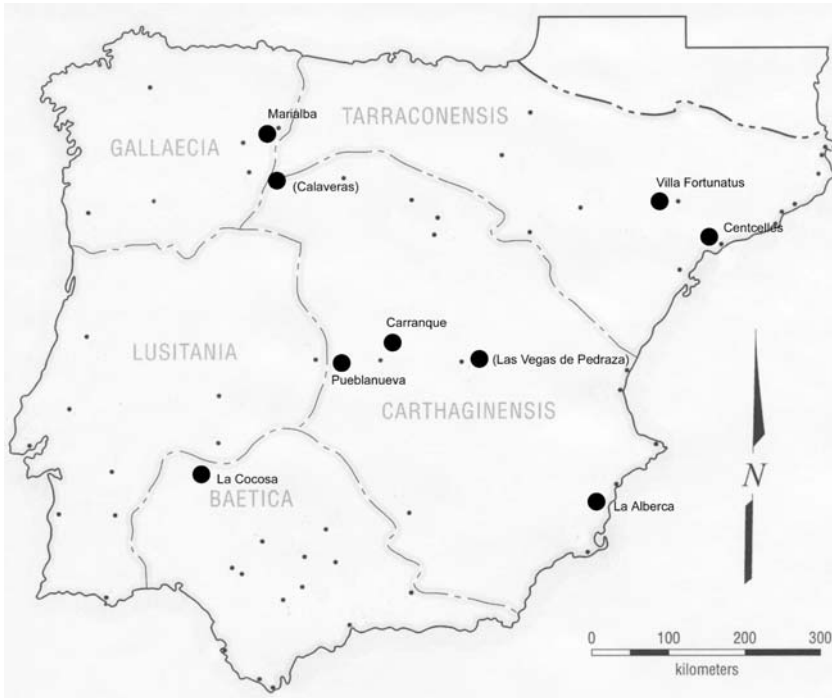 TARRACONENSIS
Marialba
GALLAECIA
(Calaveras)
Villa Fortunatus
Centcelles
Carranque
LUSITANIA
(Las Vegas de Pedraza)
Pueblanueva
CARTHAGINENSIS
La Cocosa
BAETICA
La Alberca
N
0 100 200 300
kilometers